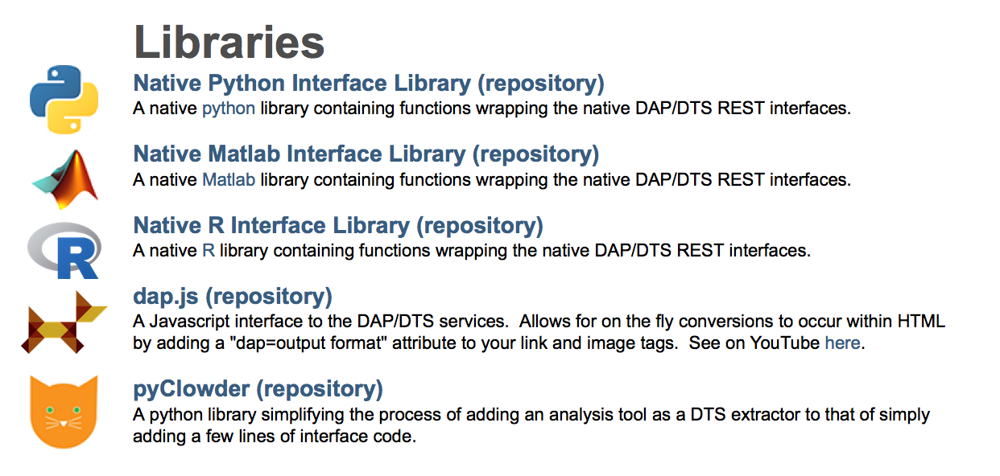 Libraries
Native Python Interface Library (repository)
A native python library containing functions wrapping the native DAP/DTS REST interfaces.
Native Matlab Interface Library (repository)
A native Matlab library containing functions wrapping the native DAP/DTS REST interfaces.
Native R Interface Library (repository)
A native R library containing functions wrapping the native DAP/DTS REST interfaces.
R
dap.js (repository)
A Javascript interface to the DAP/DTS services.  Allows for on the fly conversions to occur within HTML
by adding a "dap=output format" attribute to your link and image tags.  See on YouTube here.
pyClowder (repository)
A python library simplifying the process of adding an analysis tool as a DTS extractor to that of simply
adding a few lines of interface code.